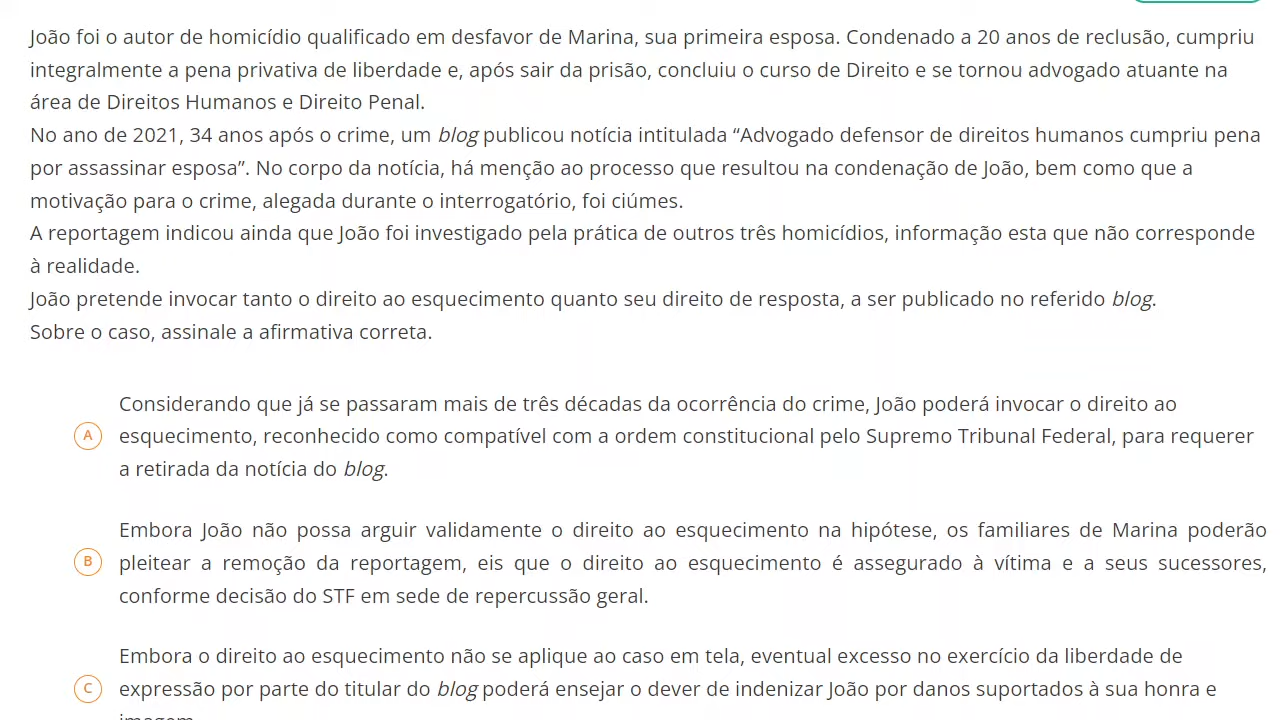 João foi o autor de homicídio qualificado em desfavor de Marina, sua primeira esposa. Condenado a 20 anos de reclusão, cumpriu
integralmente a pena privativa de liberdade e, após sair da prisão, concluiu o curso de Direito e se tornou advogado atuante na
área de Direitos Humanos e Direito Penal.
No ano de 2021, 34 anos após o crime, um blog publicou notícia intitulada “Advogado defensor de direitos humanos cumpriu pena
por assassinar esposa”. No corpo da notícia, há menção ao processo que resultou na condenação de João, bem como que a
motivação para o crime, alegada durante o interrogatório, foi ciúmes.
A reportagem indicou ainda que João foi investigado pela prática de outros três homicídios, informação esta que não corresponde
à realidade.
João pretende invocar tanto o direito ao esquecimento quanto seu direito de resposta, a ser publicado no referido blog.
Sobre o caso, assinale a afirmativa correta.
Considerando que já se passaram mais de três décadas da ocorrência do crime, João poderá invocar o direito ao
A esquecimento, reconhecido como compatível com a ordem constitucional pelo Supremo Tribunal Federal, para requerer
a retirada da notícia do blog.
Embora João não possa arguir validamente o direito ao esquecimento na hipótese, os familiares de Marina poderão
B pleitear a remoção da reportagem, eis que o direito ao esquecimento é assegurado à vítima e a seus sucessores,
conforme decisão do STF em sede de repercussão geral.
Embora o direito ao esquecimento não se aplique ao caso em tela, eventual excesso no exercício da liberdade de
C expressão por parte do titular do blog poderá ensejar o dever de indenizar João por danos suportados à sua honra e